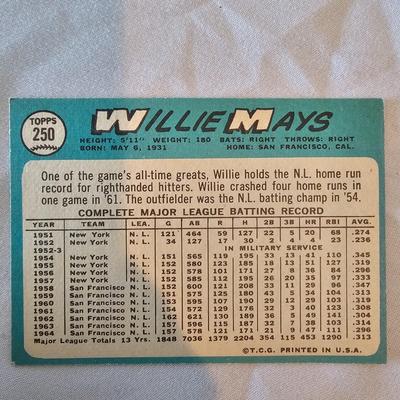 TOPPS
250
WILLIE MAYS
HEIGHT: 5'11" WEIGHT: 180 BATS: RIGHT THROWS: RIGHT
BORN: MAY 6, 1931 HOME: SAN FRANCISCO, CAL.
One of the game's all-time greats, Willie holds the N.L. home run
record for righthanded hitters. Willie crashed four home runs in
one game in '61. The outfielder was the N.L. batting champ in '54.
COMPLETE MAJOR LEAGUE BATTING RECORD
YEAR TEAM LEA. G AB R H 2B 3B HR RBI AVG.
1951 New York N.L. 121 464 59 127 22 5 20 68 .274
1952 New York N.L. 34 127 17 30 2 4 4 23 .236
1952-3 IN MILITARY SERVICE
1954 New York N.L. 151 565 119 195 33 13 41 110 .345
1955 New York N.L. 152 580 123 185 18 13 51 127 .319
1956 New York N.L. 152 578 101 171 27 8 36 84 .296
1957 New York N.L. 152 585 112 195 26 20 35 97 .333
1958 San Francisco N.L. 152 600 121 208 33 11 29 96 .347
1959 San Francisco N.L. 151 575 125 180 43 5 34 104 .313
1960 San Francisco N.L. 153 595 107 190 29 12 29 103 .319
1961 San Francisco N.L. 154 572 129 176 32 3 40 123 .308
1962 San Francisco N.L. 162 621 130 189 36 5 49 141 .304
1963 San Francisco N.L. 157 596 115 187 32 7 38 103 .314
1964 San Francisco N.L. 157 578 121 171 21 9 47 111 .296
Major League Totals 13 Yrs. 1848 7036 1379 2204 354 115 453 1290 .313
©T.C.G. PRINTED IN U.S.A.